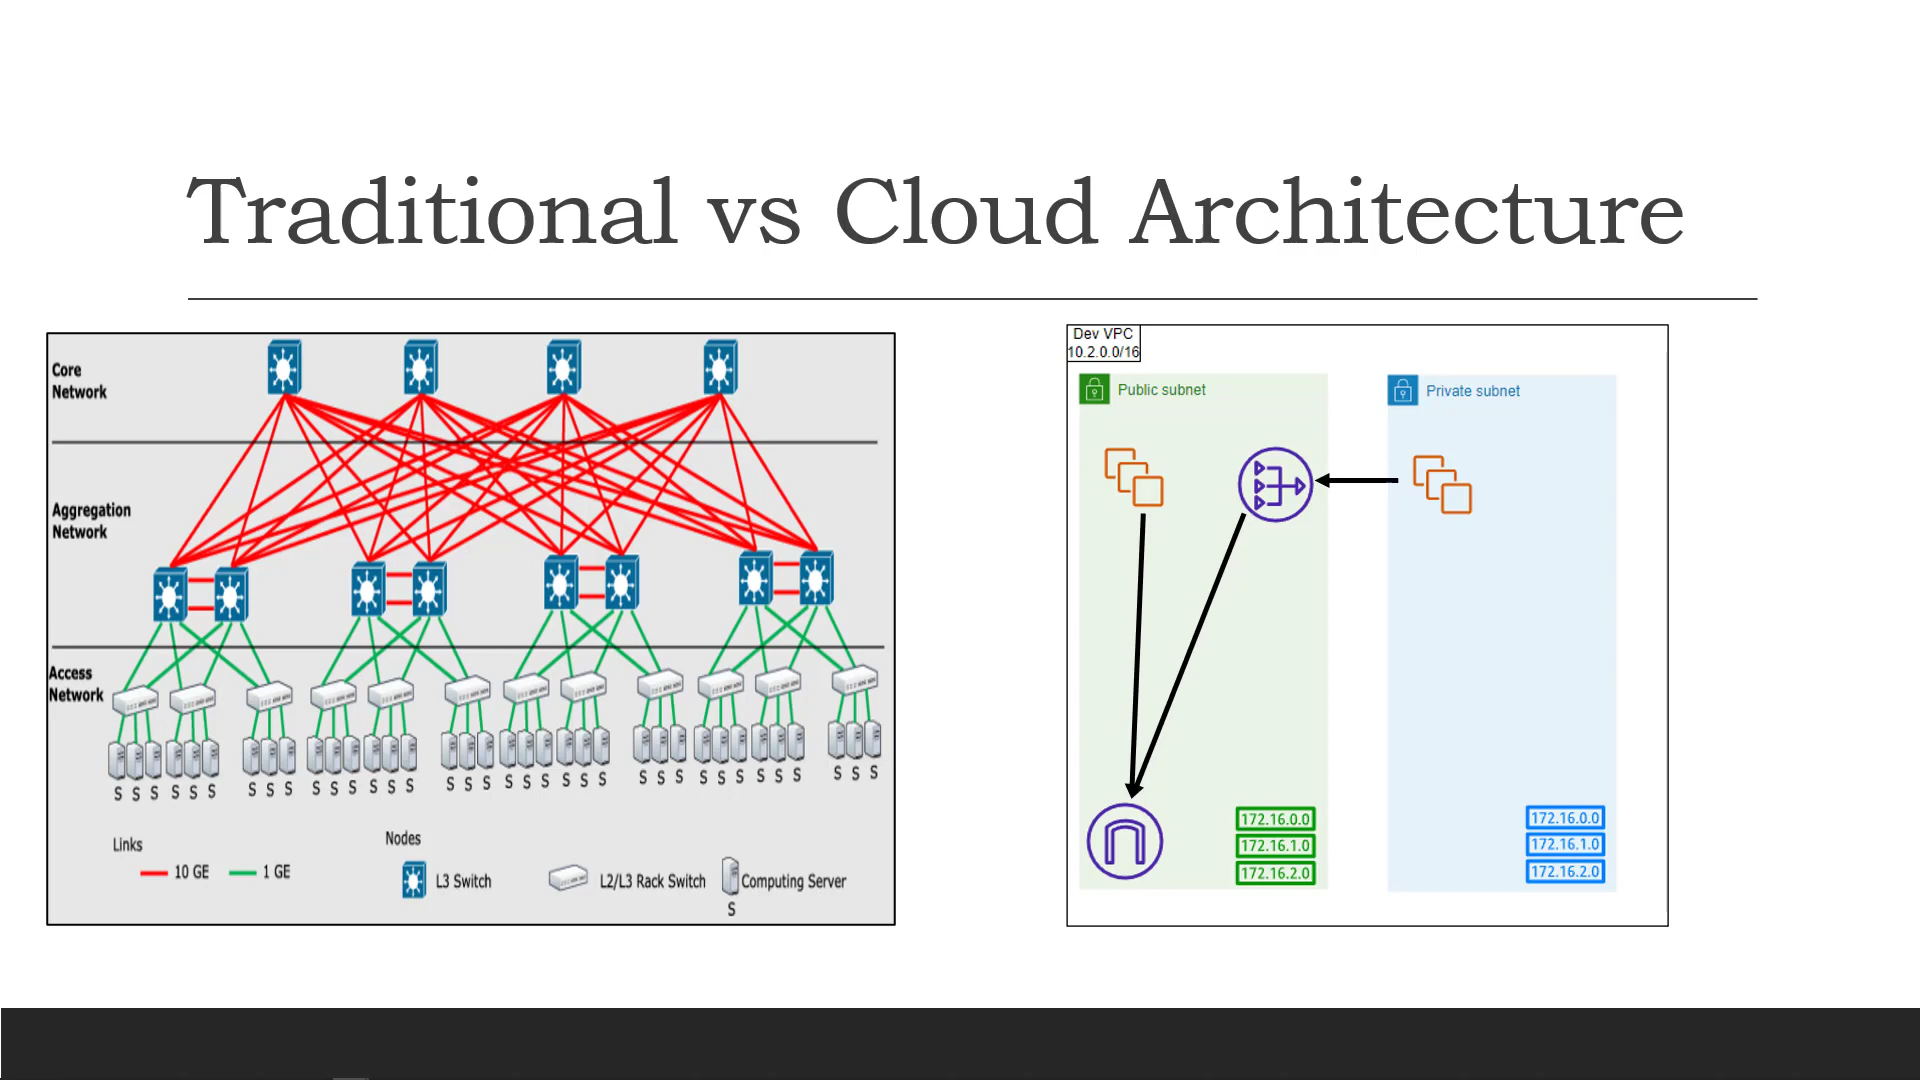 Traditional vs Cloud Architecture
Core
Network
Aggregation
Network
Access
Network
S S S S S S S S S S S S S S S S S S S S S S S S S S S S S S S S S S S S
Links
10 GE
1 GE
Nodes
L3 Switch
L2/L3 Rack Switch
Computing Server
S
Dev VPC
10.2.0.0/16
Public subnet
172.16.0.0
172.16.1.0
172.16.2.0
Private subnet
172.16.0.0
172.16.1.0
172.16.2.0